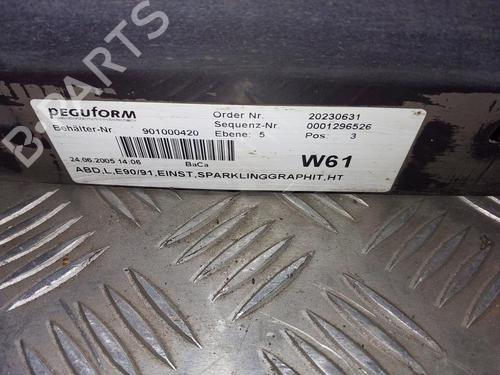 B-PARTS
peguform
Order Nr. 20230631
Behälter-Nr. 901000420 Sequenz-Nr. 0001296526
Ebene: 5 Pos: 3
24.06.2005 14:06 BaCa W61
ABD,L,E90/91,EINST,SPARKLINGGRAPHIT,HT